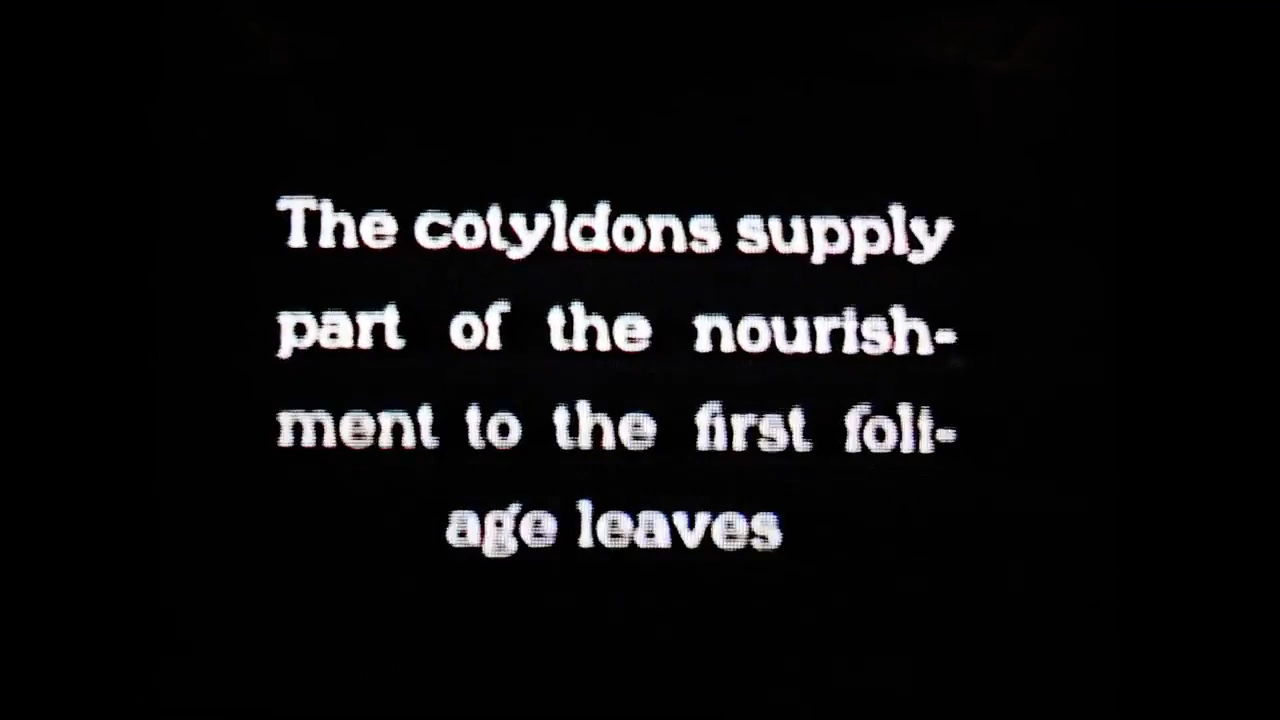 The cotyldons supply
part of the nourish-
ment to the first foli-
age leaves